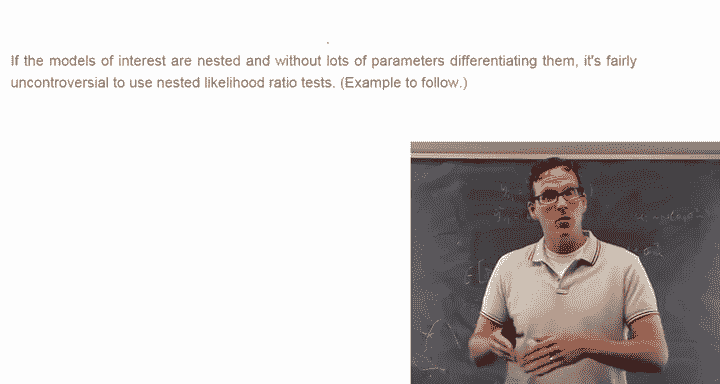 If the models of interest are nested and without lots of parameters differentiating them, it's fairly
uncontroversial to use nested likelihood ratio tests. (Example to follow.)